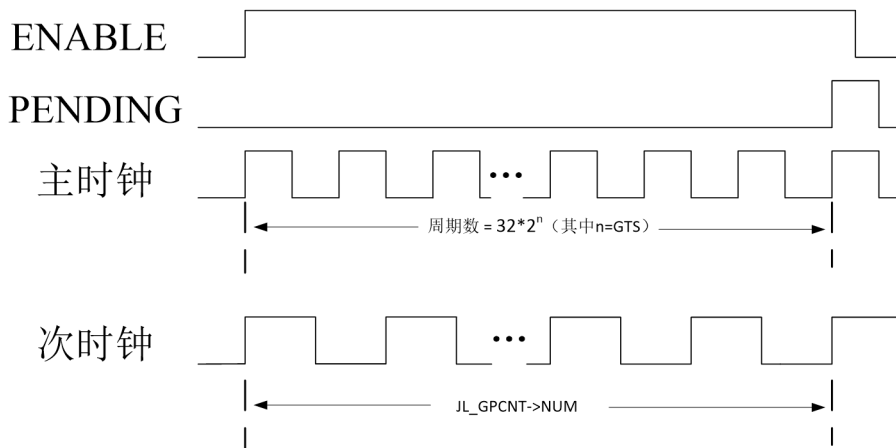 ENABLE
PENDING
主时钟
周期数 = 32*2ⁿ（其中n=GTS）
次时钟
JL_GPCNT->NUM